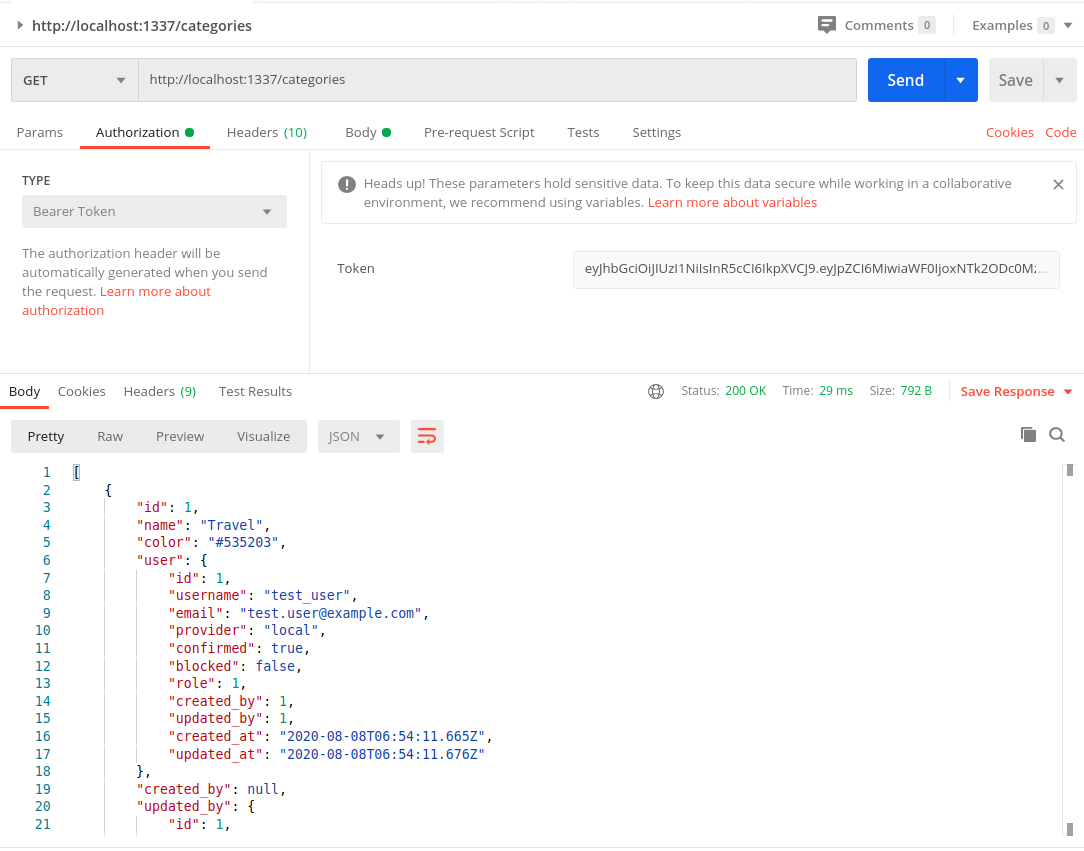 http://localhost:1337/categories
Comments 0
Examples 0
GET
http://localhost:1337/categories
Send
Save
Params
Authorization
Headers (10)
Body
Pre-request Script
Tests
Settings
Cookies
Code
TYPE
Bearer Token
The authorization header will be
automatically generated when you send
the request. Learn more about
authorization
Heads up! These parameters hold sensitive data. To keep this data secure while working in a collaborative
environment, we recommend using variables. Learn more about variables
Token
Body
Cookies
Headers (9)
Test Results
Status: 200 OK
Time: 29 ms
Size: 792 B
Save Response
Pretty
Raw
Preview
Visualize
JSON
1 [
2 {
3 "id": 1,
4 "name": "Travel",
5 "color": "#535203",
6 "user": {
7 "id": 1,
8 "username": "test_user",
9 "email": "test.user@example.com",
10 "provider": "local",
11 "confirmed": true,
12 "blocked": false,
13 "role": 1,
14 "created_by": 1,
15 "updated_by": 1,
16 "created_at": "2020-08-08T06:54:11.665Z",
17 "updated_at": "2020-08-08T06:54:11.676Z"
18 },
19 "created_by": null,
20 "updated_by": {
21 "id": 1,